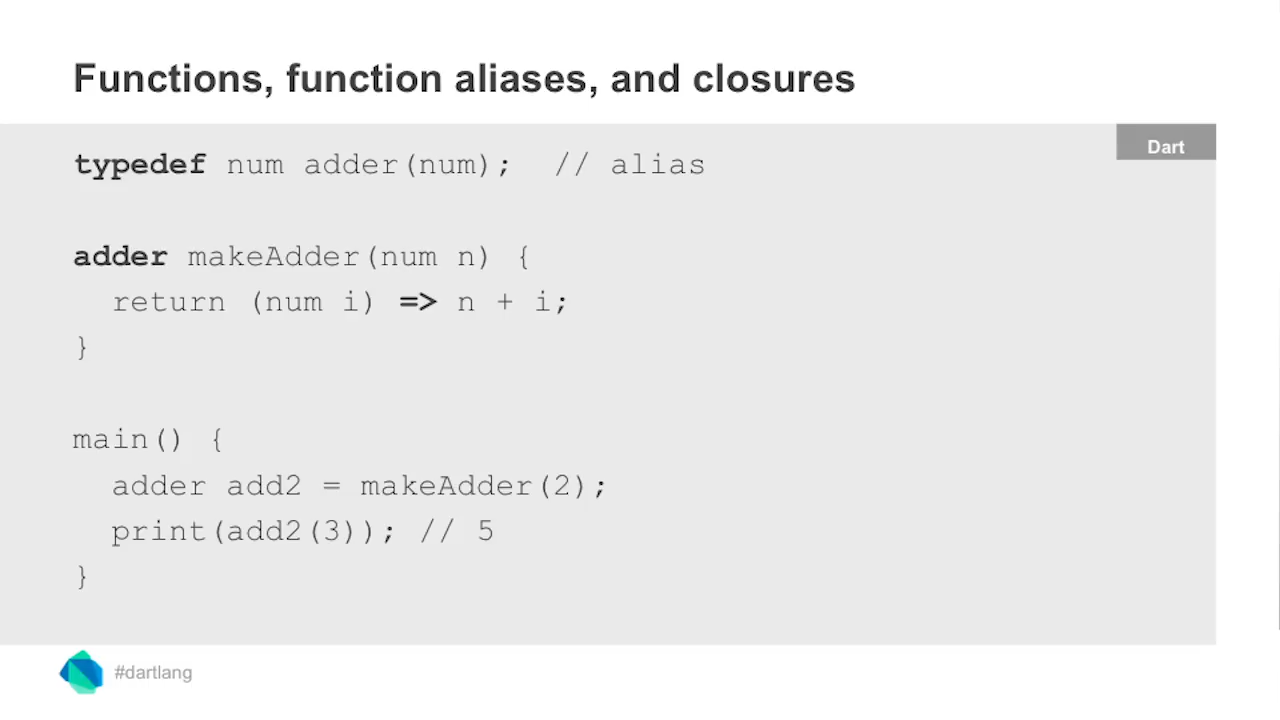 Functions, function aliases, and closures
Dart
typedef num adder(num);  // alias
adder makeAdder(num n) {
  return (num i) => n + i;
}
main() {
  adder add2 = makeAdder(2);
  print(add2(3)); // 5
}
#dartlang